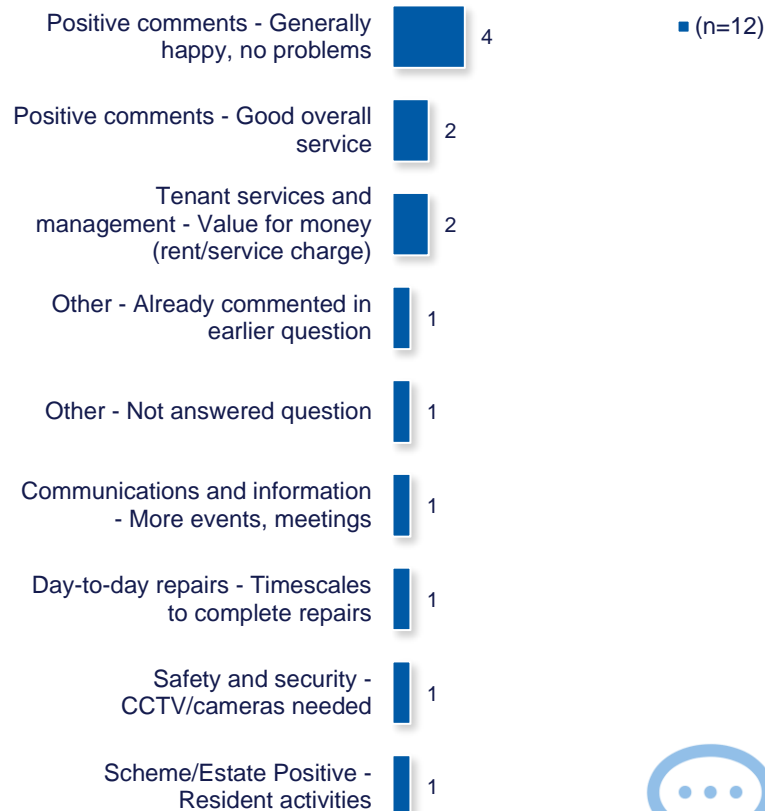 Positive comments - Generally
happy, no problems
4
(n=12)
Positive comments - Good overall
service
2
Tenant services and
management - Value for money
(rent/service charge)
2
Other - Already commented in
earlier question
1
Other - Not answered question
1
Communications and information
- More events, meetings
1
Day-to-day repairs - Timescales
to complete repairs
1
Safety and security -
CCTV/cameras needed
1
Scheme/Estate Positive -
Resident activities
1